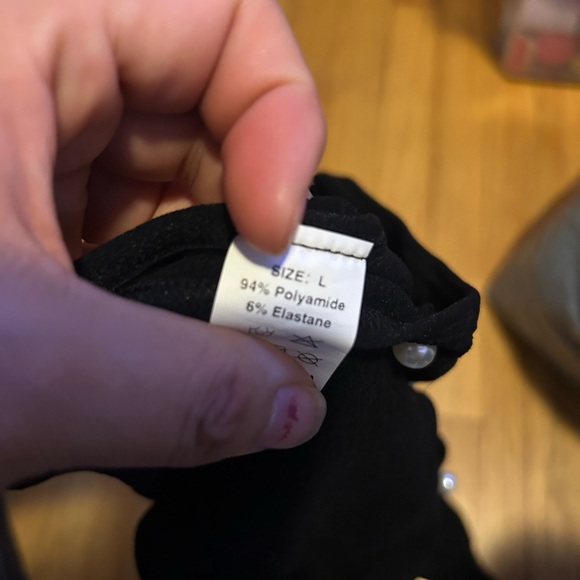 SIZE: L
94% Polyamide
6% Elastane